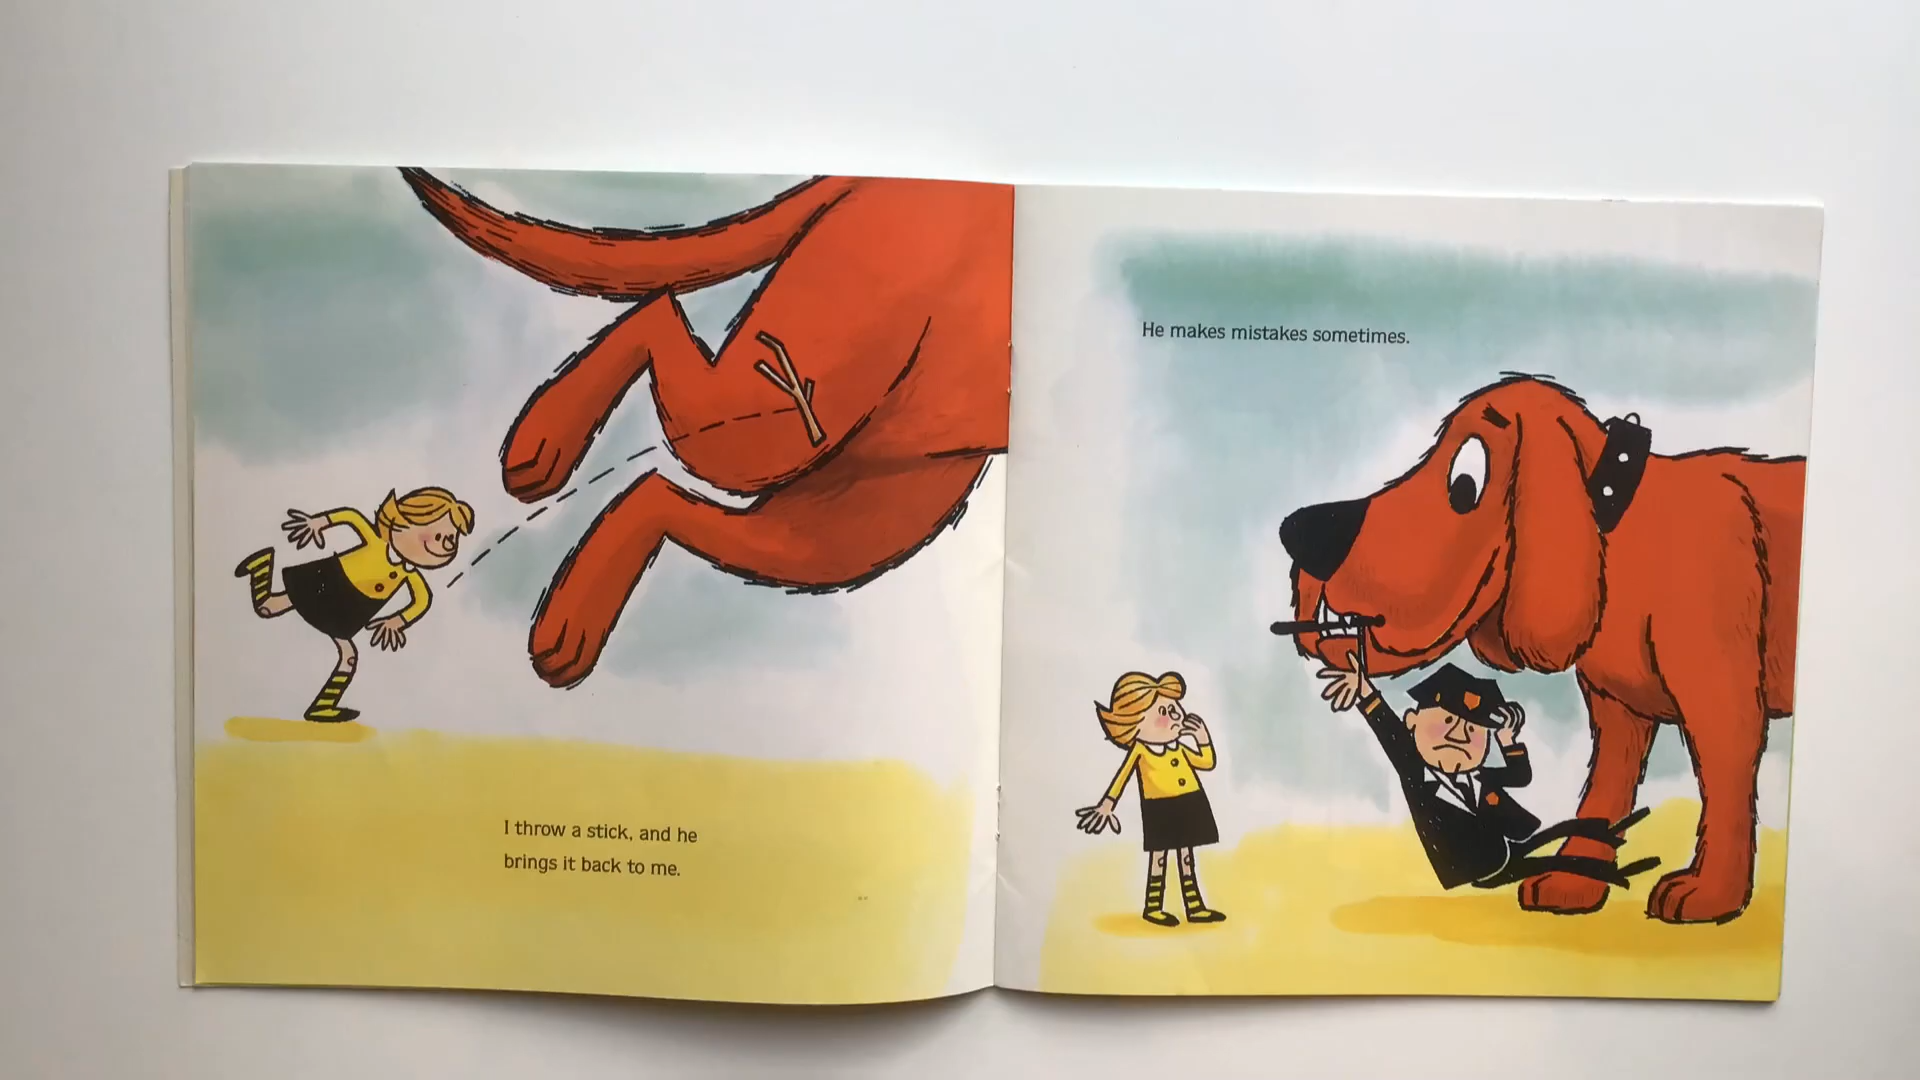 I throw a stick, and he
brings it back to me.
He makes mistakes sometimes.